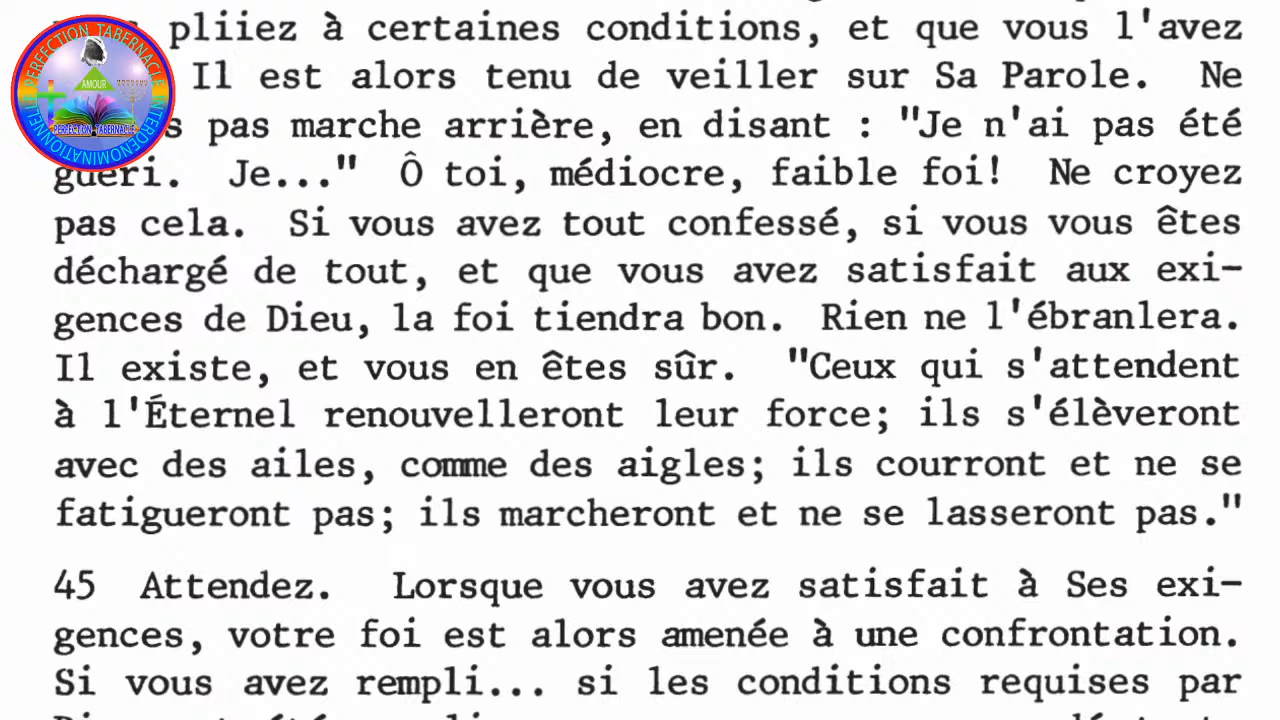 pliiez à certaines conditions, et que vous l'avez
Il est alors tenu de veiller sur Sa Parole. Ne
pas marche arrière, en disant : "Je n'ai pas été
guéri. Je..." Ô toi, médiocre, faible foi! Ne croyez
pas cela. Si vous avez tout confessé, si vous vous êtes
déchargé de tout, et que vous avez satisfait aux exi-
gences de Dieu, la foi tiendra bon. Rien ne l'ébranlera.
Il existe, et vous en êtes sûr. "Ceux qui s'attendent
à l'Éternel renouvelleront leur force; ils s'élèveront
avec des ailes, comme des aigles; ils courront et ne se
fatigueront pas; ils marcheront et ne se lasseront pas."
45 Attendez. Lorsque vous avez satisfait à Ses exi-
gences, votre foi est alors amenée à une confrontation.
Si vous avez rempli... si les conditions requises par
PERFECTION TABERNACLE
INTERDENOMINATIONNELE
AMOUR
PERFECTION TABERNACLE